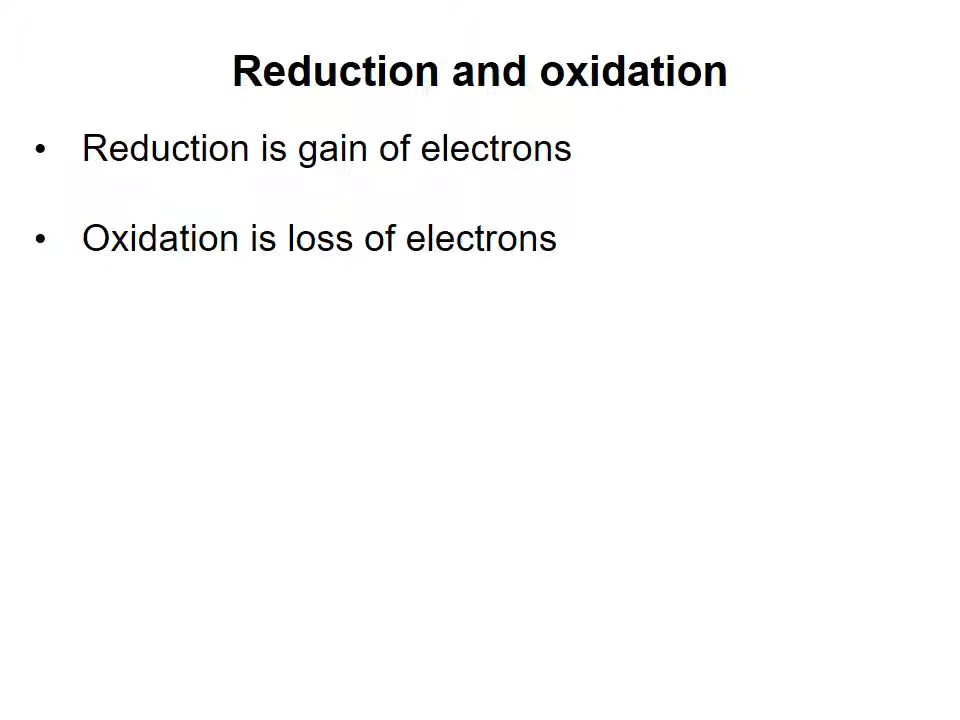 Reduction and oxidation
• Reduction is gain of electrons
• Oxidation is loss of electrons